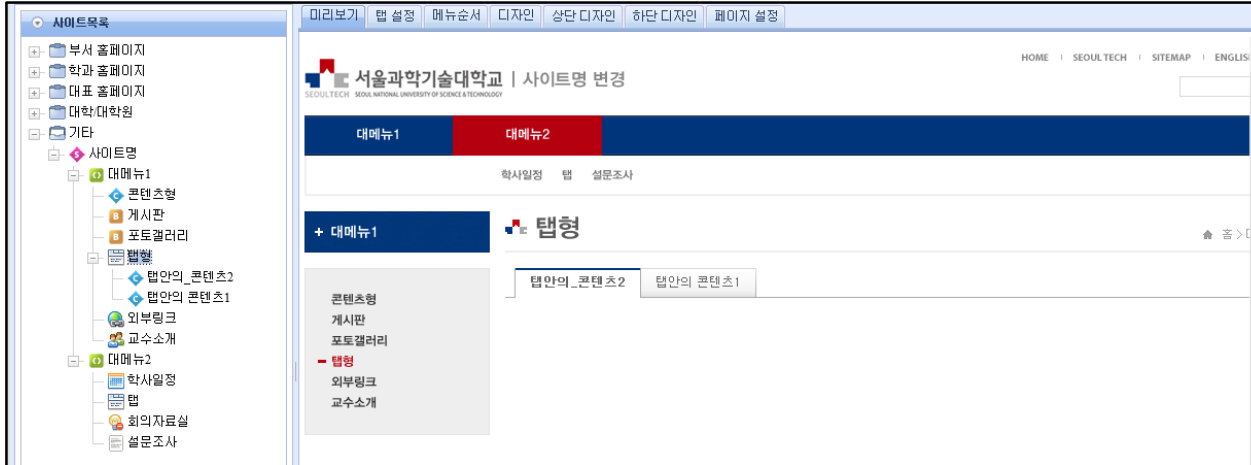 사이트목록
부서 홈페이지
학과 홈페이지
대표 홈페이지
대학/대학원
기타
사이트명
대메뉴1
콘텐츠형
게시판
포토갤러리
탭형
탭안의_콘텐츠2
탭안의 콘텐츠1
외부링크
교수소개
대메뉴2
학사일정
탭
회의자료실
설문조사
미리보기 탭 설정 메뉴순서 디자인 상단 디자인 하단 디자인 페이지 설정
HOME SEOULTECH SITEMAP ENGLIS
서울과학기술대학교 | 사이트명 변경
SEOULTECH SEOUL NATIONAL UNIVERSITY OF SCIENCE & TECHNOLOGY
대메뉴1 대메뉴2
학사일정 탭 설문조사
+ 대메뉴1
탭형
홈 >
탭안의_콘텐츠2 탭안의 콘텐츠1
콘텐츠형
게시판
포토갤러리
탭형
외부링크
교수소개